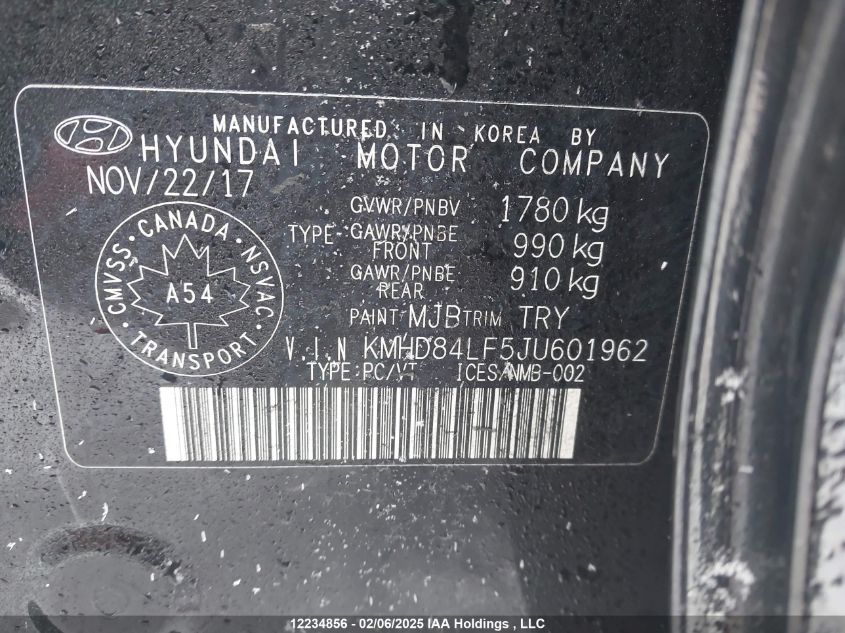 MANUFACTURED IN KOREA BY
HYUNDAI MOTOR COMPANY
NOV/22/17
GVWR/PNBV 1780 kg
TYPE- GAWR/PNBE FRONT 990 kg
GAWR/PNBE REAR 910 kg
CANADA · NSVAC · TRANSPORT · CMVSS ·
A54
PAINT MJB TRIM TRY
V.I.N KMHD84LF5JU601962
TYPE:PC/VT ICES/NMB-002
12234856 - 02/06/2025 IAA Holdings , LLC